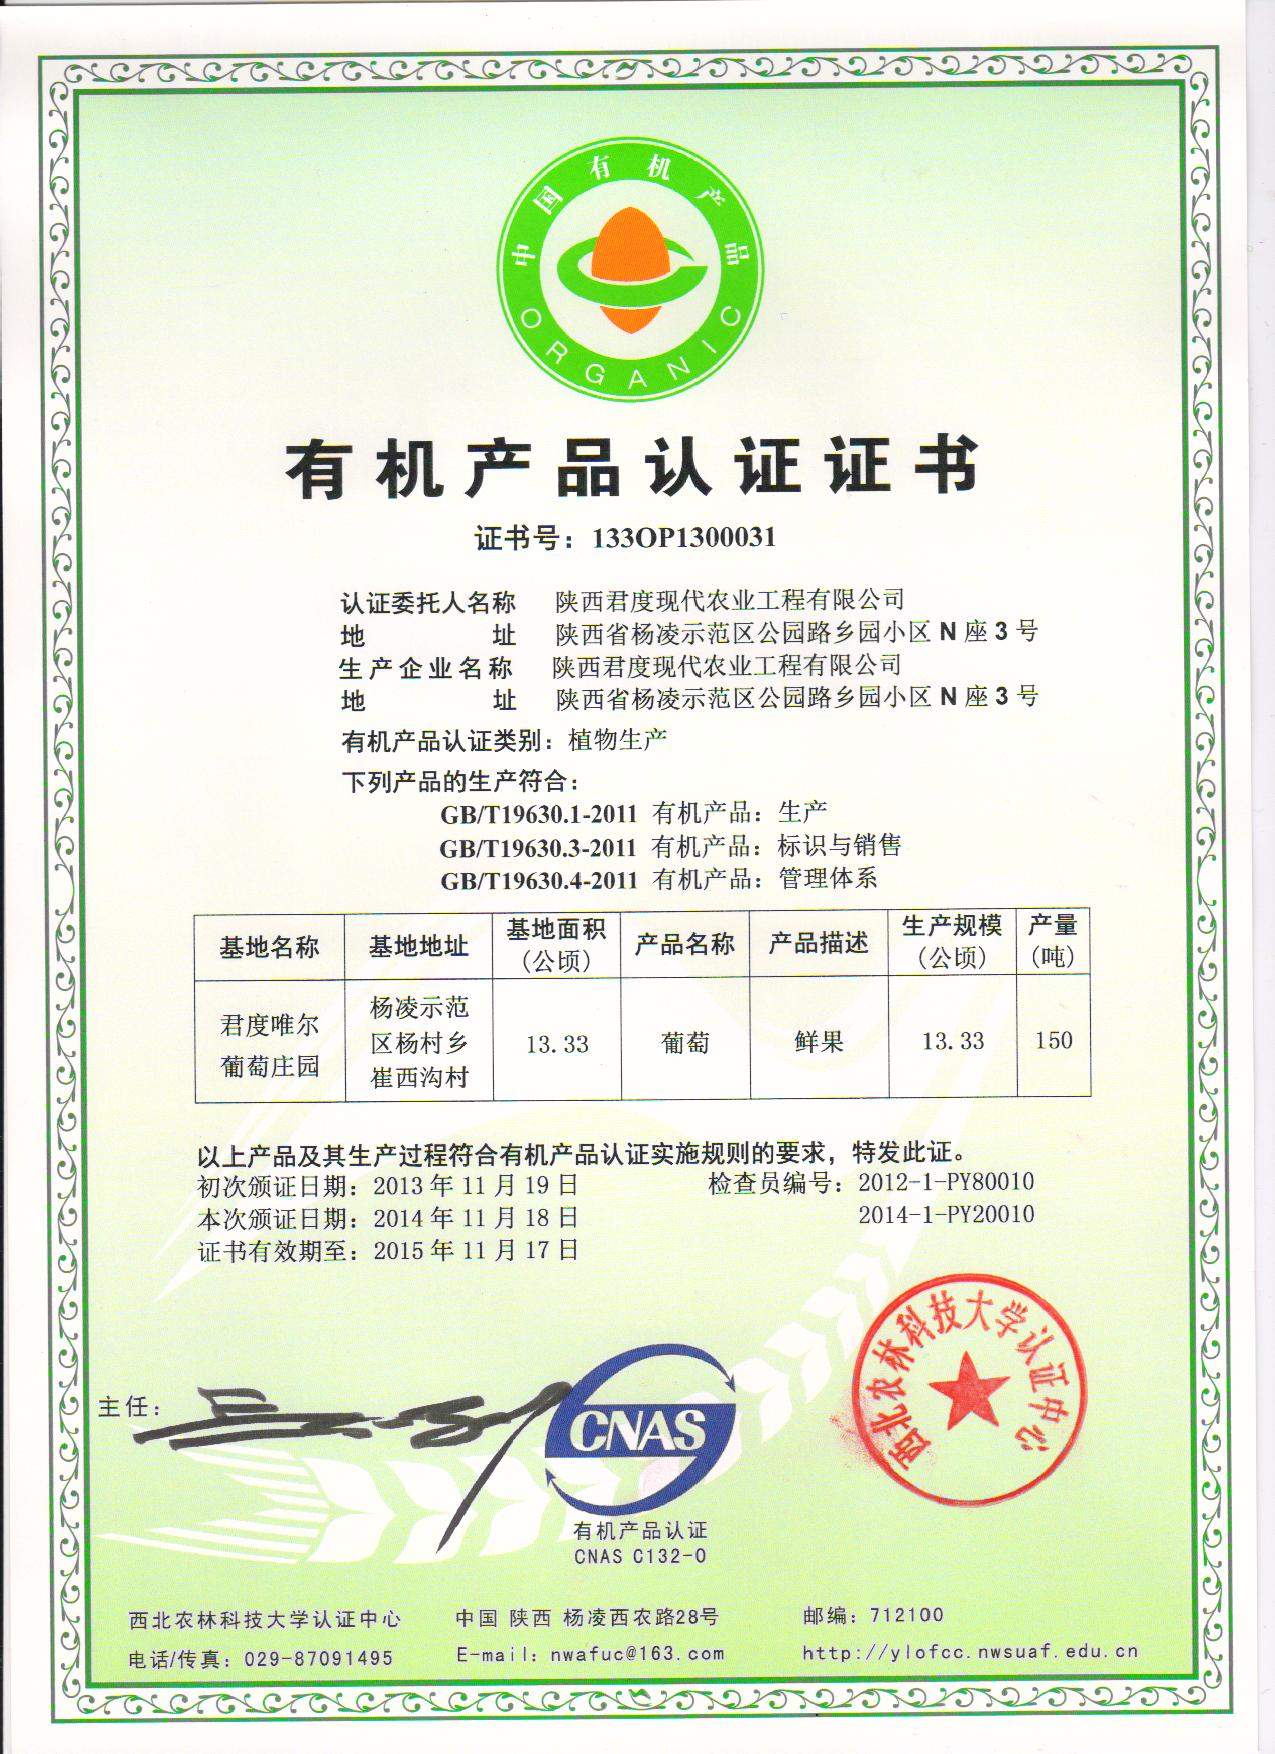 中国有机产品
ORGANIC
有机产品认证证书
证书号：133OP1300031
认证委托人名称 陕西君度现代农业工程有限公司
地 址 陕西省杨凌示范区公园路乡园小区 N 座 3 号
生产企业名称 陕西君度现代农业工程有限公司
地 址 陕西省杨凌示范区公园路乡园小区 N 座 3 号
有机产品认证类别：植物生产
下列产品的生产符合：
GB/T19630.1-2011 有机产品：生产
GB/T19630.3-2011 有机产品：标识与销售
GB/T19630.4-2011 有机产品：管理体系
基地名称 基地地址 基地面积（公顷） 产品名称 产品描述 生产规模（公顷） 产量（吨）
君度唯尔葡萄庄园 杨凌示范区杨村乡崔西沟村 13.33 葡萄 鲜果 13.33 150
以上产品及其生产过程符合有机产品认证实施规则的要求，特发此证。
初次颁证日期：2013 年 11 月 19 日 检查员编号：2012-1-PY80010
本次颁证日期：2014 年 11 月 18 日 2014-1-PY20010
证书有效期至：2015 年 11 月 17 日
西北农林科技大学认证中心
主任：
CNAS
有机产品认证
CNAS C132-O
西北农林科技大学认证中心 中国 陕西 杨凌西农路28号 邮编：712100
电话/传真：029-87091495 E-mail：nwafuc@163.com http://ylofcc.nwsuaf.edu.cn